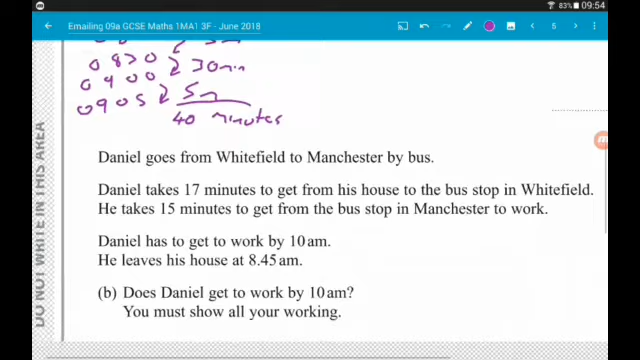 83% 09:54
Emailing 09a GCSE Maths 1MA1 3F - June 2018
5
0830
30min
0900
0905
40 minutes
DO NOT WRITE IN THIS AREA
Daniel goes from Whitefield to Manchester by bus.
Daniel takes 17 minutes to get from his house to the bus stop in Whitefield.
He takes 15 minutes to get from the bus stop in Manchester to work.
Daniel has to get to work by 10 am.
He leaves his house at 8.45 am.
(b) Does Daniel get to work by 10 am?
You must show all your working.